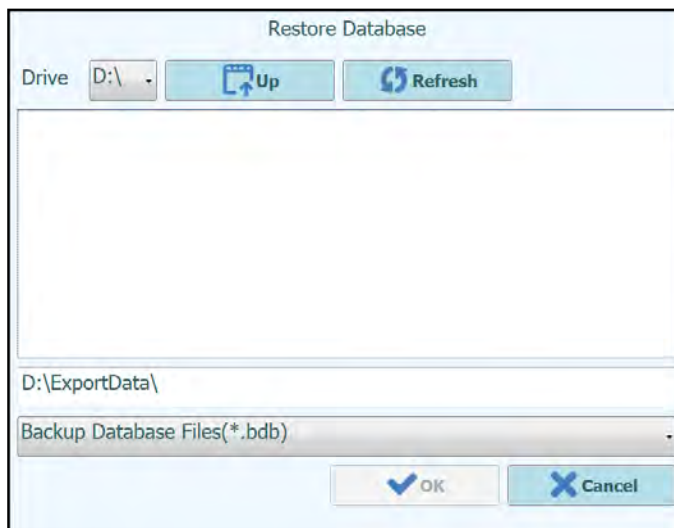 Restore Database
Drive D:\ Up Refresh
D:\ExportData\
Backup Database Files(*.bdb)
OK Cancel